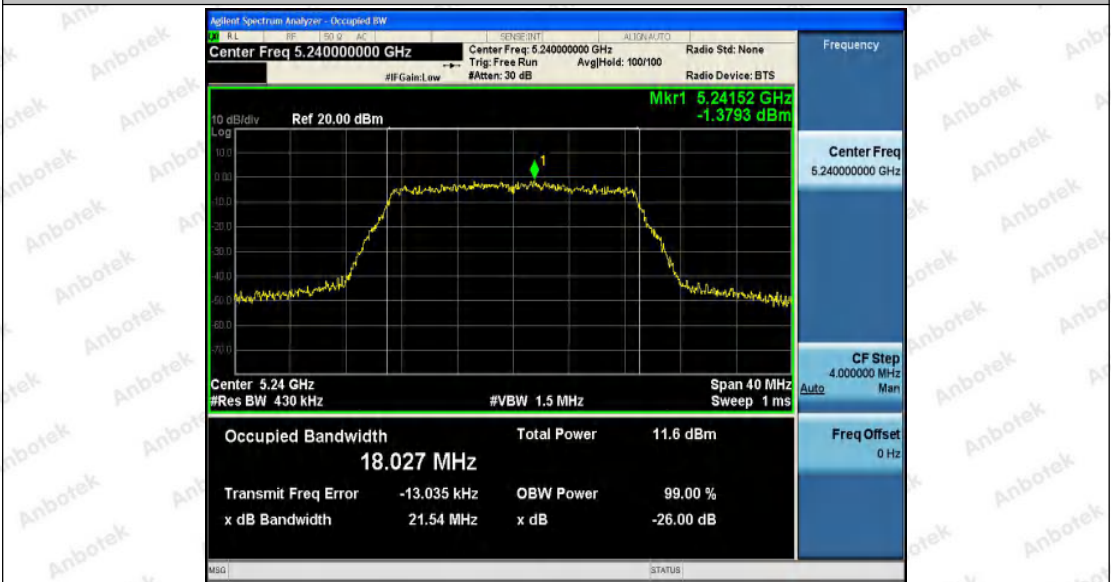 Agilent Spectrum Analyzer - Occupied BW
RL RF 50 Ω AC SENSE:INT ALIGN AUTO
Center Freq 5.240000000 GHz
Center Freq: 5.240000000 GHz Radio Std: None
Trig: Free Run Avg|Hold: 100/100
#IFGain:Low #Atten: 30 dB Radio Device: BTS
Mkr1 5.24152 GHz
-1.3793 dBm
10 dB/div Ref 20.00 dBm
Log
10.0
0.00
-10.0
-20.0
-30.0
-40.0
-50.0
-60.0
-70.0
1
Center 5.24 GHz Span 40 MHz
#Res BW 430 kHz #VBW 1.5 MHz Sweep 1 ms
Occupied Bandwidth Total Power 11.6 dBm
18.027 MHz
Transmit Freq Error -13.035 kHz OBW Power 99.00 %
x dB Bandwidth 21.54 MHz x dB -26.00 dB
MSG STATUS
Frequency
Center Freq
5.240000000 GHz
CF Step
4.000000 MHz
Auto Man
Freq Offset
0 Hz
Anbotek